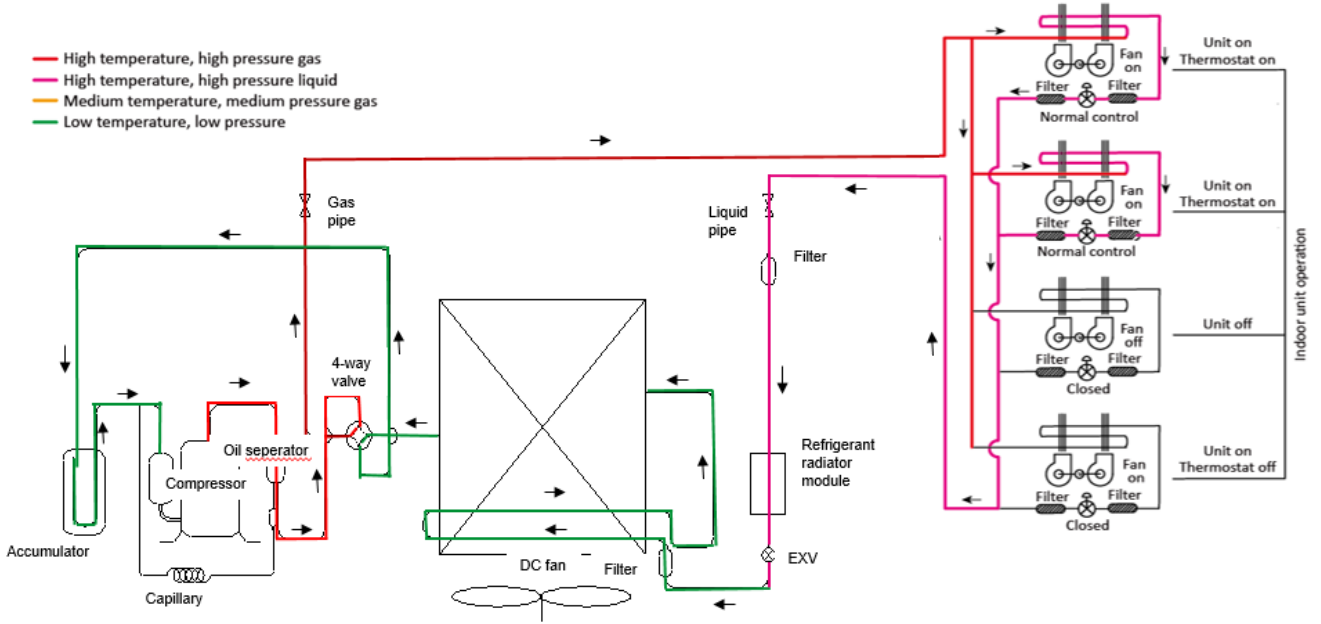 High temperature, high pressure gas
High temperature, high pressure liquid
Medium temperature, medium pressure gas
Low temperature, low pressure
Gas
pipe
Liquid
pipe
Filter
4-way
valve
Oil seperator
Compressor
Accumulator
Capillary
DC fan
Filter
Refrigerant
radiator
module
EXV
Fan
on
Filter
Filter
Normal control
Unit on
Thermostat on
Fan
on
Filter
Filter
Normal control
Unit on
Thermostat on
Fan
off
Filter
Filter
Closed
Unit off
Fan
on
Filter
Filter
Closed
Unit on
Thermostat off
Indoor unit operation